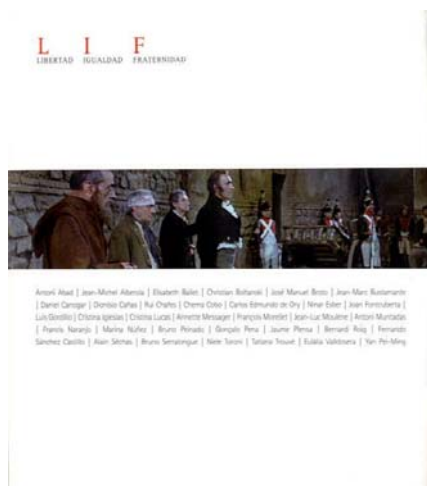 L I F
LIBERTAD IGUALDAD FRATERNIDAD
Antoni Abad | Jean-Michel Alberola | Elisabeth Ballet | Christian Boltanski | José Manuel Broto | Jean-Marc Bustamante
| Daniel Canogar | Dionisio Cañas | Rui Chafes | Chema Cobo | Carlos Edmundo de Ory | Ninar Esber | Joan Fontcuberta |
Luis Gordillo | Cristina Iglesias | Cristina Lucas | Annette Messager | François Morellet | Jean-Luc Moulène | Antoni Muntadas
| Francis Naranjo | Marina Núñez | Bruno Peinado | Gonçalo Pena | Jaume Plensa | Bernardí Roig | Fernando
Sánchez Castillo | Alain Séchas | Bruno Serralongue | Niele Toroni | Tatiana Trouvé | Eulàlia Valldosera | Yan Pei-Ming